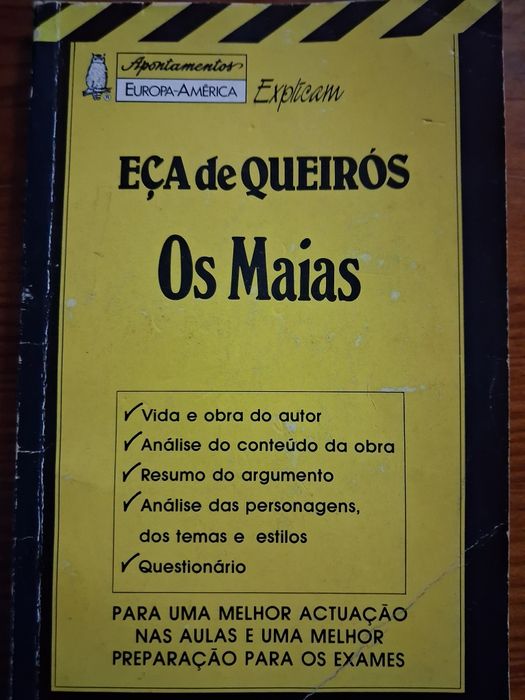 Apontamentos
EUROPA-AMÉRICA Explicam
EÇA de QUEIRÓS
Os Maias
✓Vida e obra do autor
✓Análise do conteúdo da obra
✓Resumo do argumento
✓Análise das personagens,
dos temas e estilos
✓Questionário
PARA UMA MELHOR ACTUAÇÃO
NAS AULAS E UMA MELHOR
PREPARAÇÃO PARA OS EXAMES